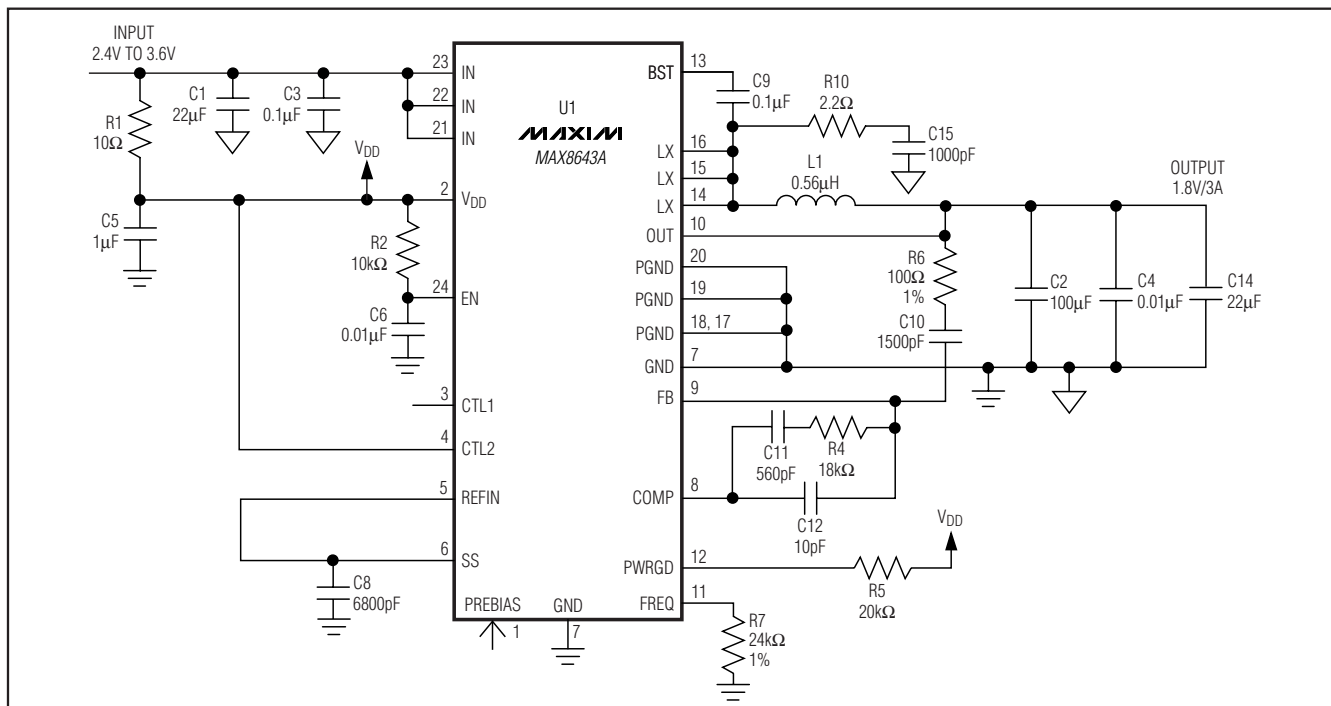 INPUT
2.4V TO 3.6V
R1
10Ω
C1
22µF
C3
0.1µF
23
IN
22
IN
21
IN
U1
MAXIM
MAX8643A
VDD
2
VDD
C5
1µF
R2
10kΩ
24
EN
C6
0.01µF
3
CTL1
4
CTL2
5
REFIN
6
SS
C8
6800pF
PREBIAS
1
GND
7
BST
13
C9
0.1µF
R10
2.2Ω
C15
1000pF
LX
16
LX
15
LX
14
L1
0.56µH
OUTPUT
1.8V/3A
OUT
10
PGND
20
PGND
19
PGND
18, 17
GND
7
FB
9
R6
100Ω
1%
C10
1500pF
C2
100µF
C4
0.01µF
C14
22µF
C11
560pF
R4
18kΩ
COMP
8
C12
10pF
PWRGD
12
R5
20kΩ
VDD
FREQ
11
R7
24kΩ
1%